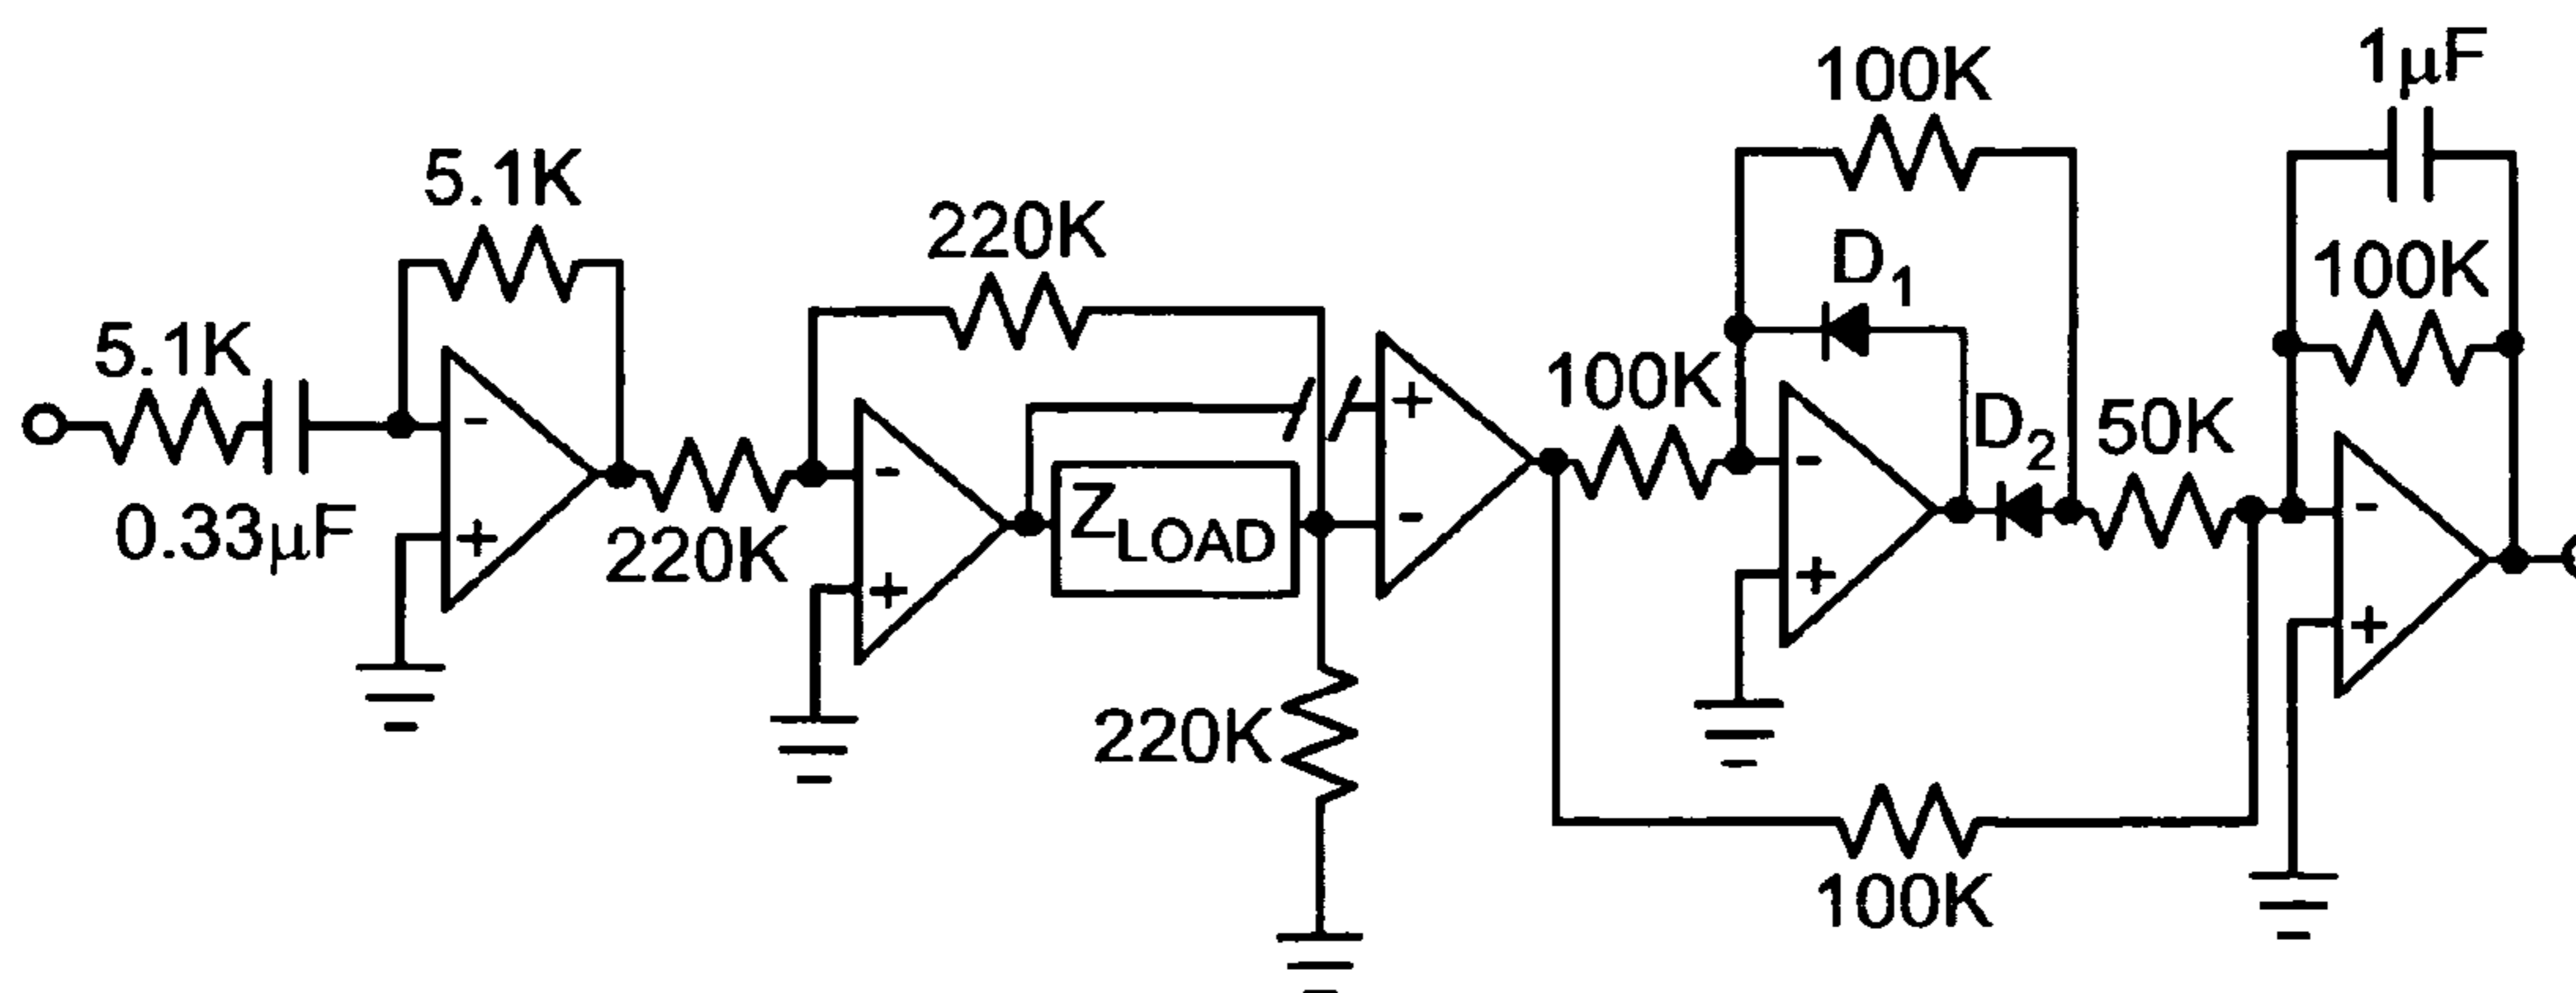 5.1K
0.33µF
5.1K
-
+
220K
220K
-
+
ZLOAD
220K
+
-
100K
100K
D1
-
+
D2
50K
100K
1µF
100K
-
+